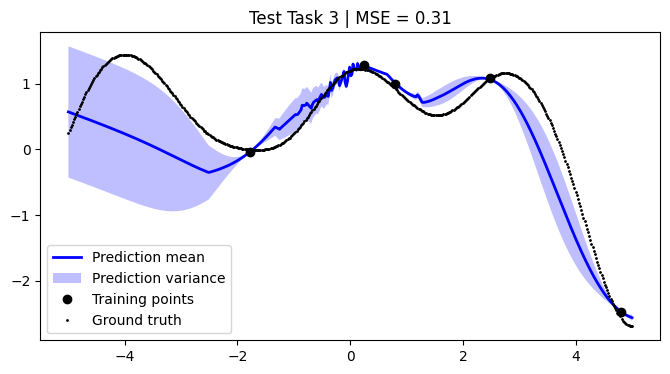 Test Task 3 | MSE = 0.31
1
0
−1
−2
Prediction mean
Prediction variance
Training points
Ground truth
−4 −2 0 2 4